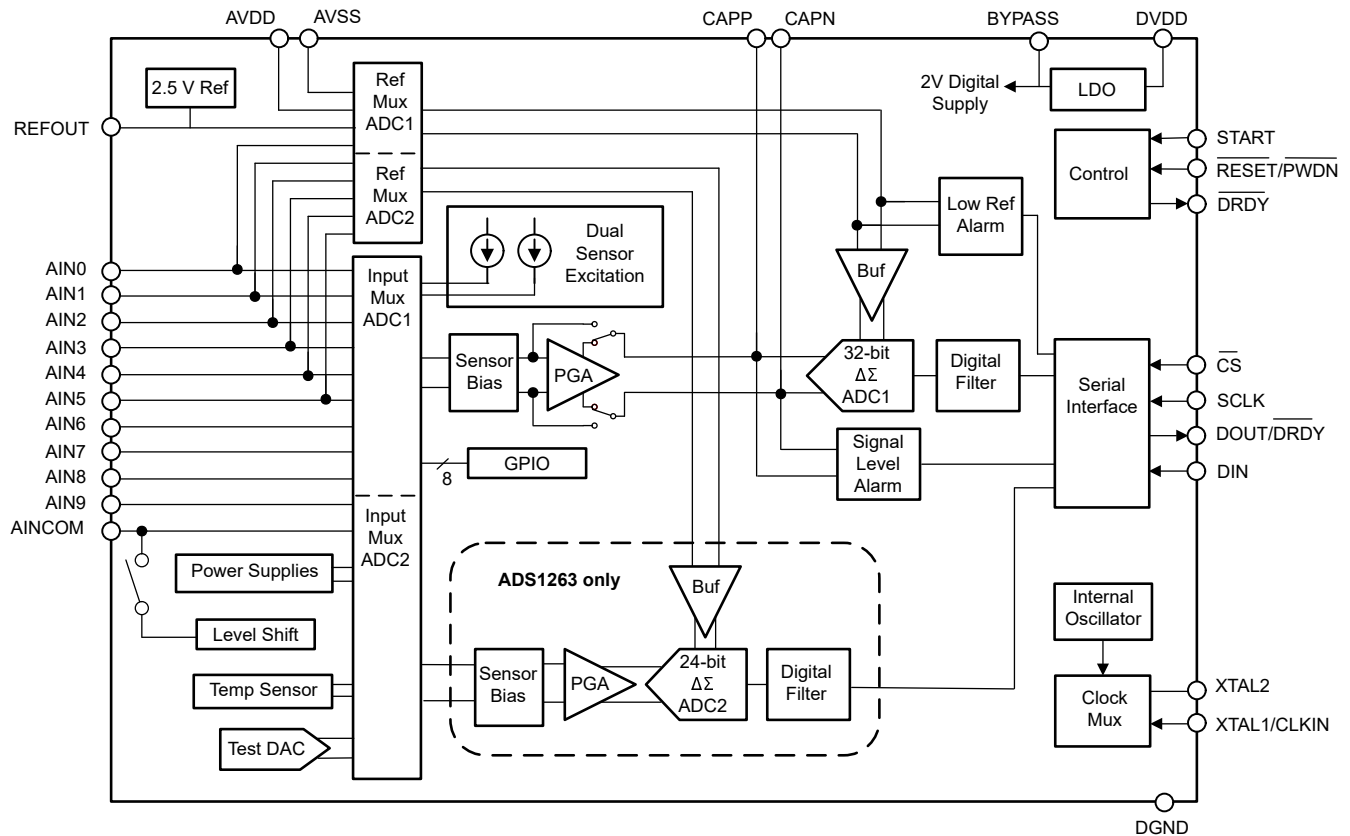 AVDD
AVSS
CAPP
CAPN
BYPASS
DVDD
2.5 V Ref
Ref
Mux
ADC1
2V Digital
Supply
LDO
REFOUT
START
RESET/PWDN
DRDY
Control
Ref
Mux
ADC2
Low Ref
Alarm
Dual
Sensor
Excitation
AIN0
AIN1
AIN2
AIN3
AIN4
AIN5
AIN6
AIN7
AIN8
AIN9
AINCOM
Input
Mux
ADC1
Buf
Sensor
Bias
PGA
32-bit
ΔΣ
ADC1
Digital
Filter
Serial
Interface
CS
SCLK
DOUT/DRDY
DIN
Signal
Level
Alarm
8
GPIO
Input
Mux
ADC2
Power Supplies
Level Shift
Temp Sensor
Test DAC
ADS1263 only
Buf
Sensor
Bias
PGA
24-bit
ΔΣ
ADC2
Digital
Filter
Internal
Oscillator
Clock
Mux
XTAL2
XTAL1/CLKIN
DGND